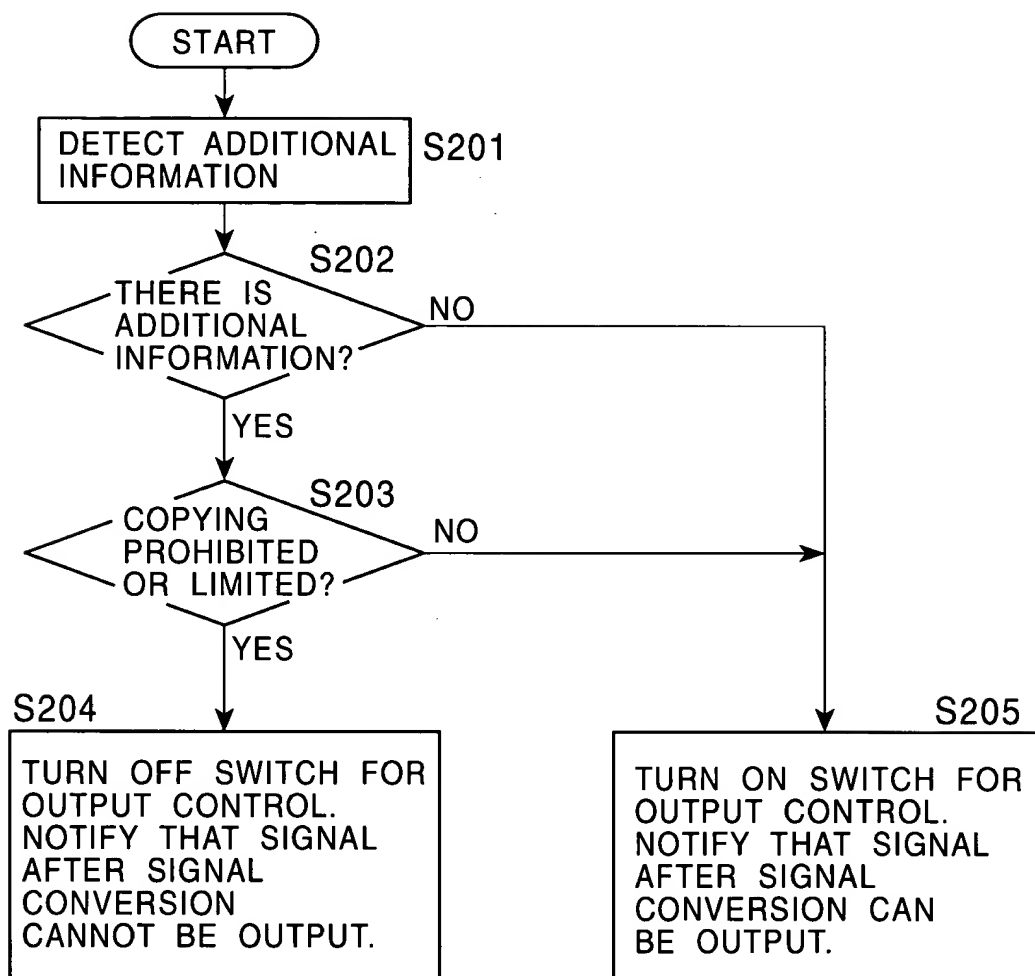 START
DETECT ADDITIONAL
INFORMATION
S201
S202
THERE IS
ADDITIONAL
INFORMATION?
NO
YES
S203
COPYING
PROHIBITED
OR LIMITED?
NO
YES
S204
TURN OFF SWITCH FOR
OUTPUT CONTROL.
NOTIFY THAT SIGNAL
AFTER SIGNAL
CONVERSION
CANNOT BE OUTPUT.
S205
TURN ON SWITCH FOR
OUTPUT CONTROL.
NOTIFY THAT SIGNAL
AFTER SIGNAL
CONVERSION CAN
BE OUTPUT.